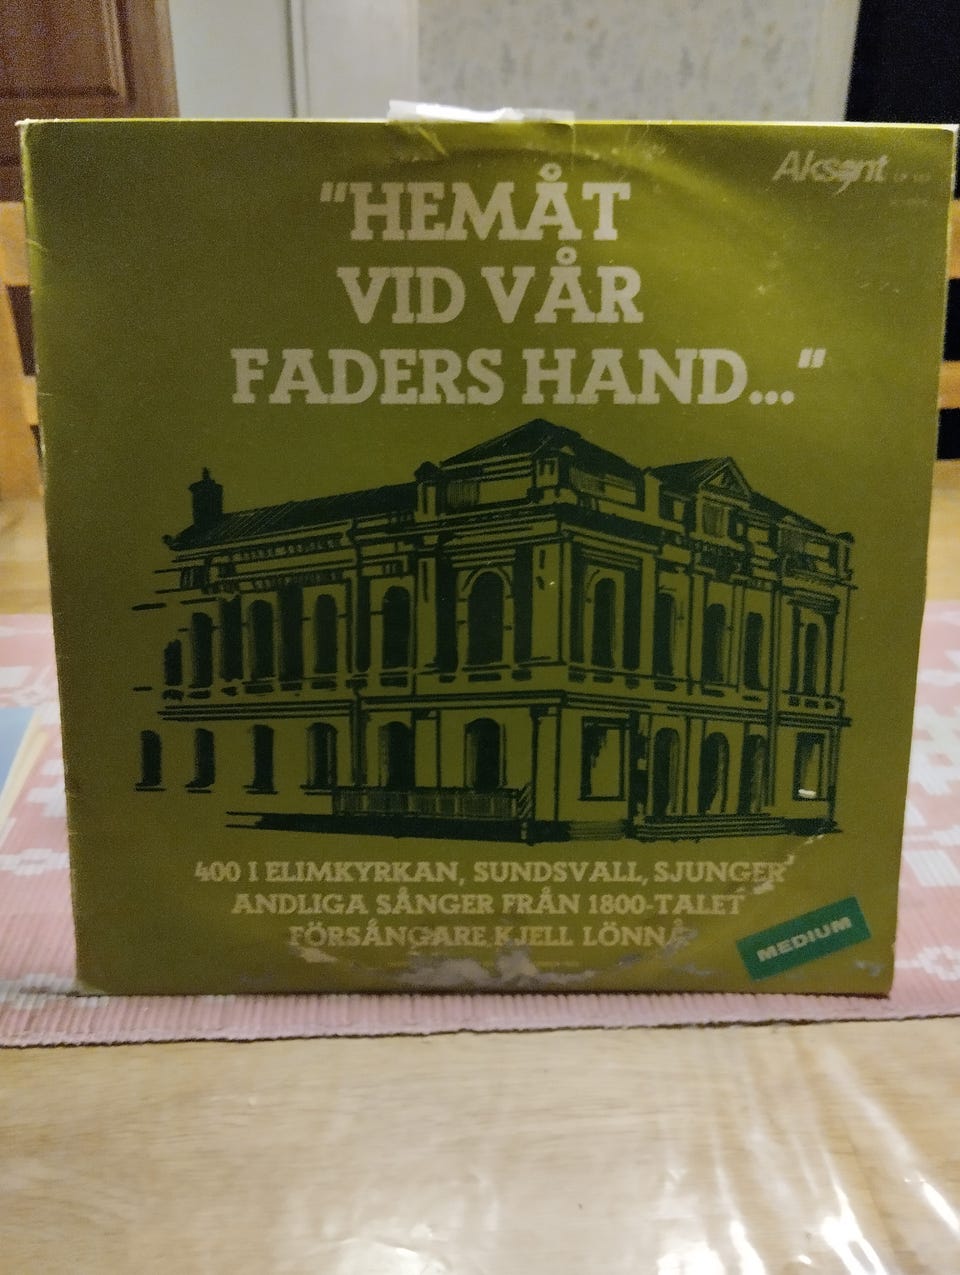 Aksent
"HEMÅT
VID VÅR
FADERS HAND..."
400 I ELIMKYRKAN, SUNDSVALL, SJUNGER
ANDLIGA SÅNGER FRÅN 1800-TALET
FÖRSÅNGARE KJELL LÖNNÅ
MEDIUM